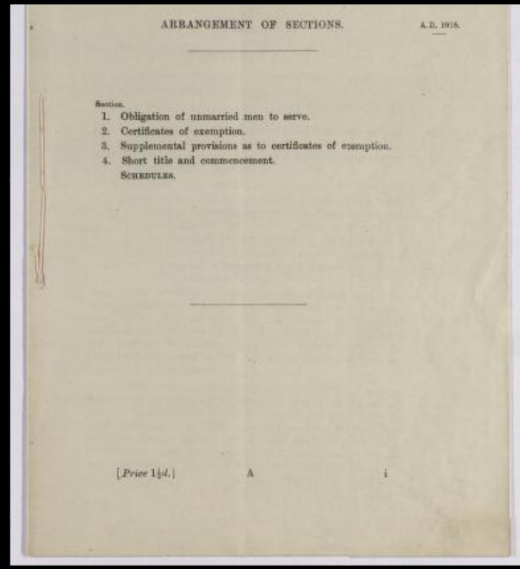 ARRANGEMENT OF SECTIONS. A.D. 1916.
Section.
1. Obligation of unmarried men to serve.
2. Certificates of exemption.
3. Supplemental provisions as to certificates of exemption.
4. Short title and commencement.
SCHEDULES.
[Price 1½d.] A i